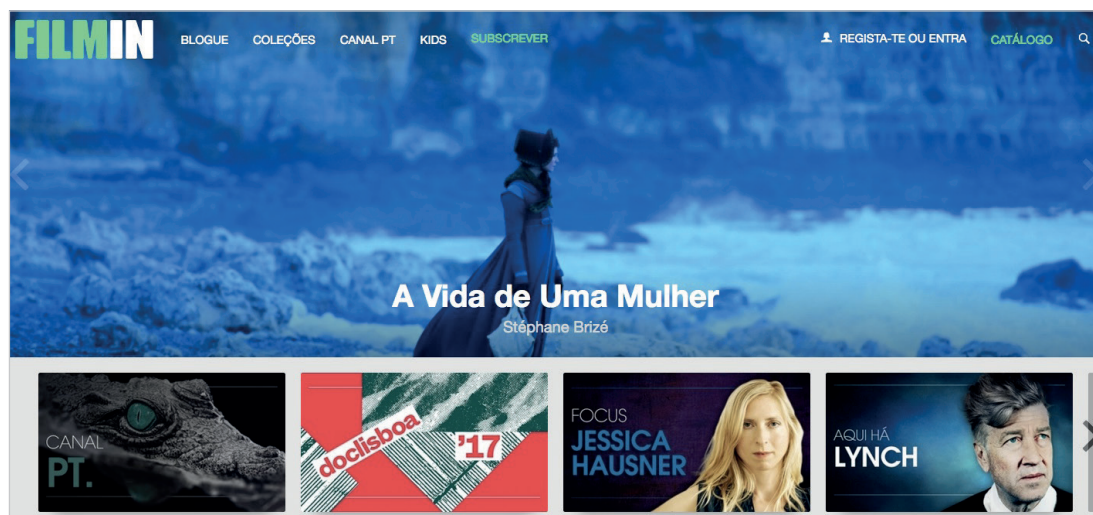 FILMIN
BLOGUE COLEÇÕES CANAL PT KIDS SUBSCREVER REGISTA-TE OU ENTRA CATÁLOGO
A Vida de Uma Mulher
Stéphane Brizé
CANAL
PT.
doclisboa
'17
FOCUS
JESSICA
HAUSNER
AQUI HÁ
LYNCH